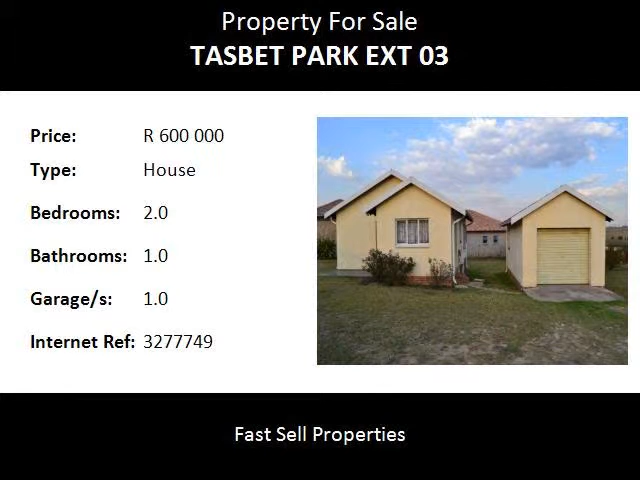 Property For Sale
TASBET PARK EXT 03
Price: R 600 000
Type: House
Bedrooms: 2.0
Bathrooms: 1.0
Garage/s: 1.0
Internet Ref: 3277749
Fast Sell Properties